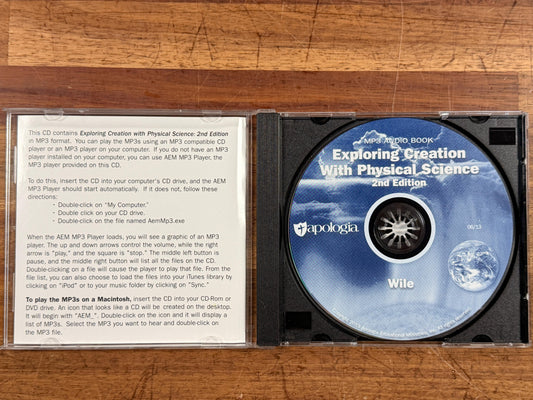 This CD contains Exploring Creation with Physical Science: 2nd Edition
in MP3 format. You can play the MP3s using an MP3 compatible CD
player or an MP3 player on your computer. If you do not have an MP3
player installed on your computer, you can use AEM MP3 Player, the
MP3 player provided on this CD.
To do this, insert the CD into your computer's CD drive, and the AEM
MP3 Player should start automatically. If it does not, follow these
directions:
- Double-click on "My Computer."
- Double click on your CD drive.
- Double-click on the file named AemMp3.exe
When the AEM MP3 Player loads, you will see a graphic of an MP3
player. The up and down arrows control the volume, while the right
arrow is "play," and the square is "stop." The middle left button is
pause, and the middle right button will list all the files on the CD.
Double-clicking on a file will cause the player to play that file. From the
file list, you can also choose to load the files into your iTunes library by
clicking on "iPod" or to your music folder by clicking on "Sync."
To play the MP3s on a Macintosh, insert the CD into your CD-Rom or
DVD drive. An icon that looks like a CD will be created on the desktop.
It will begin with "AEM_". Double-click on the icon and it will display a
list of MP3s. Select the MP3 you want to hear and double-click on
the MP3 file.
MP3 AUDIO BOOK
Exploring Creation
With Physical Science
2nd Edition
apologia
06/13
Wile